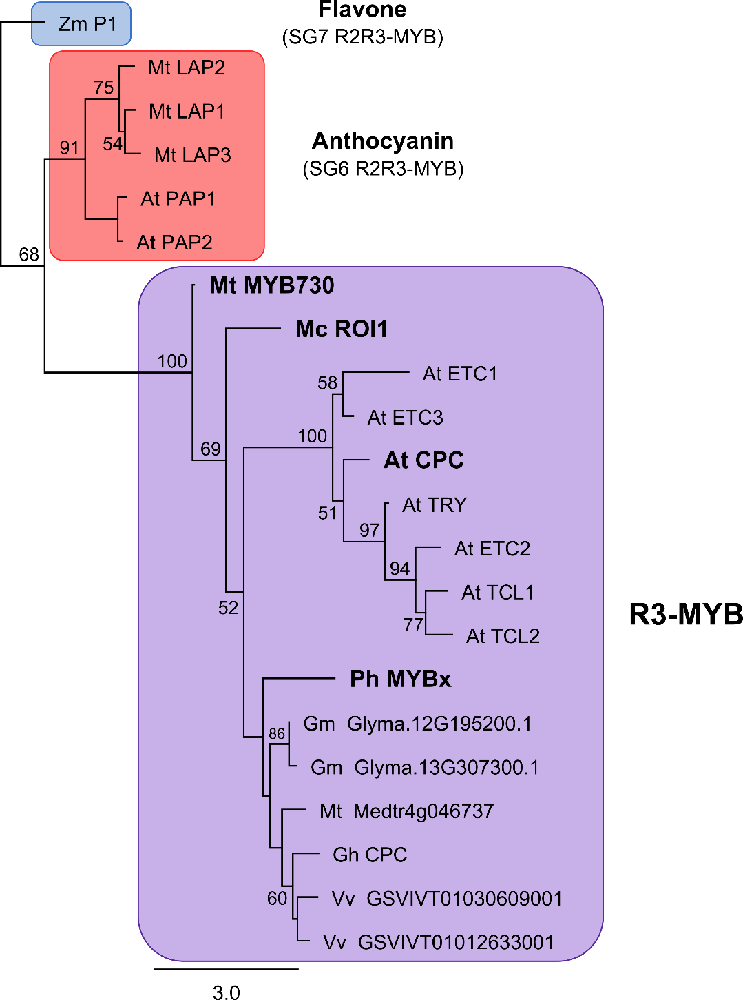 Flavone
Zm P1
(SG7 R2R3-MYB)
Mt LAP2
75
Mt LAP1
Anthocyanin
54
91
Mt LAP3
(SG6 R2R3-MYB)
At PAP1
At PAP2
68
Mt MYB730
Mc ROI1
100
At ETC1
58
At ETC3
100
69
At CPC
At TRY
51
97
At ETC2
94
At TCL1
52
R3-MYB
77
At TCL2
Ph MYBx
Gm Glyma.12G195200.1
86
Gm Glyma.13G307300.1
Mt Medtr4g046737
Gh CPC
60
Vv GSVIVT01030609001
Vv GSVIVT01012633001
3.0